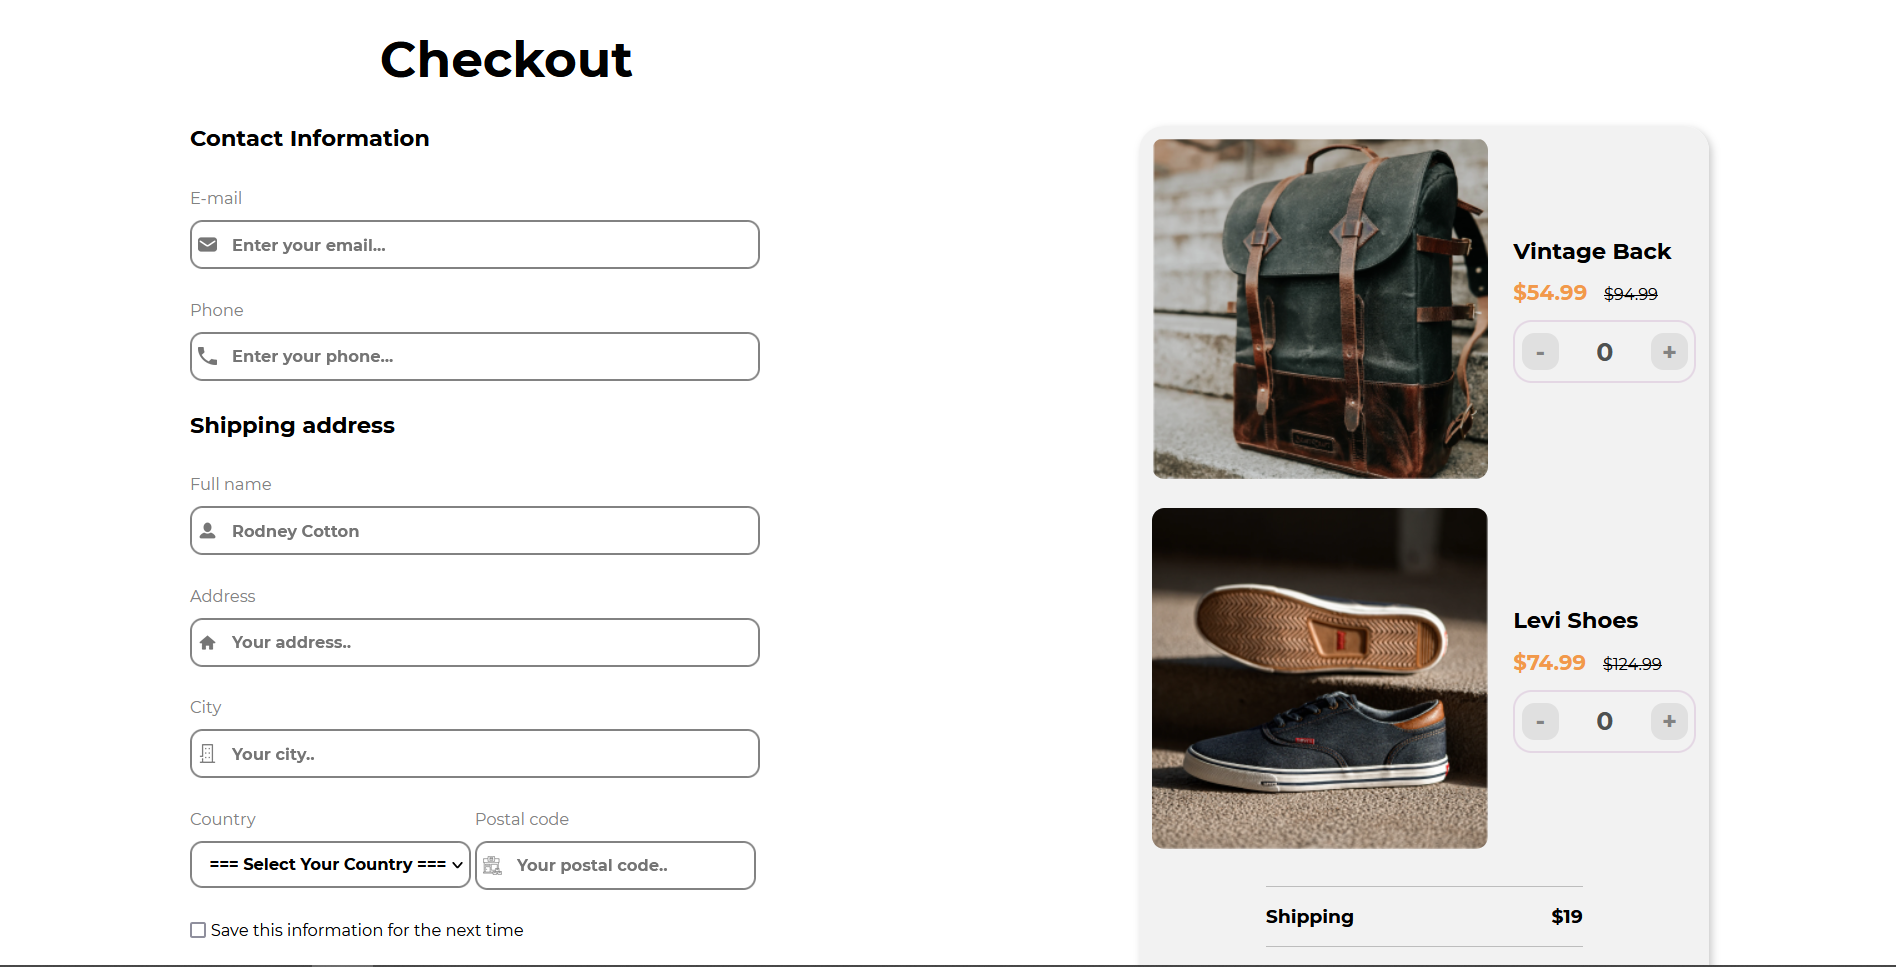 Checkout
Contact Information
E-mail
Enter your email...
Phone
Enter your phone...
Shipping address
Full name
Rodney Cotton
Address
Your address..
City
Your city..
Country Postal code
=== Select Your Country === Your postal code..
Save this information for the next time
Vintage Back
$54.99 $94.99
- 0 +
Levi Shoes
$74.99 $124.99
- 0 +
Shipping $19